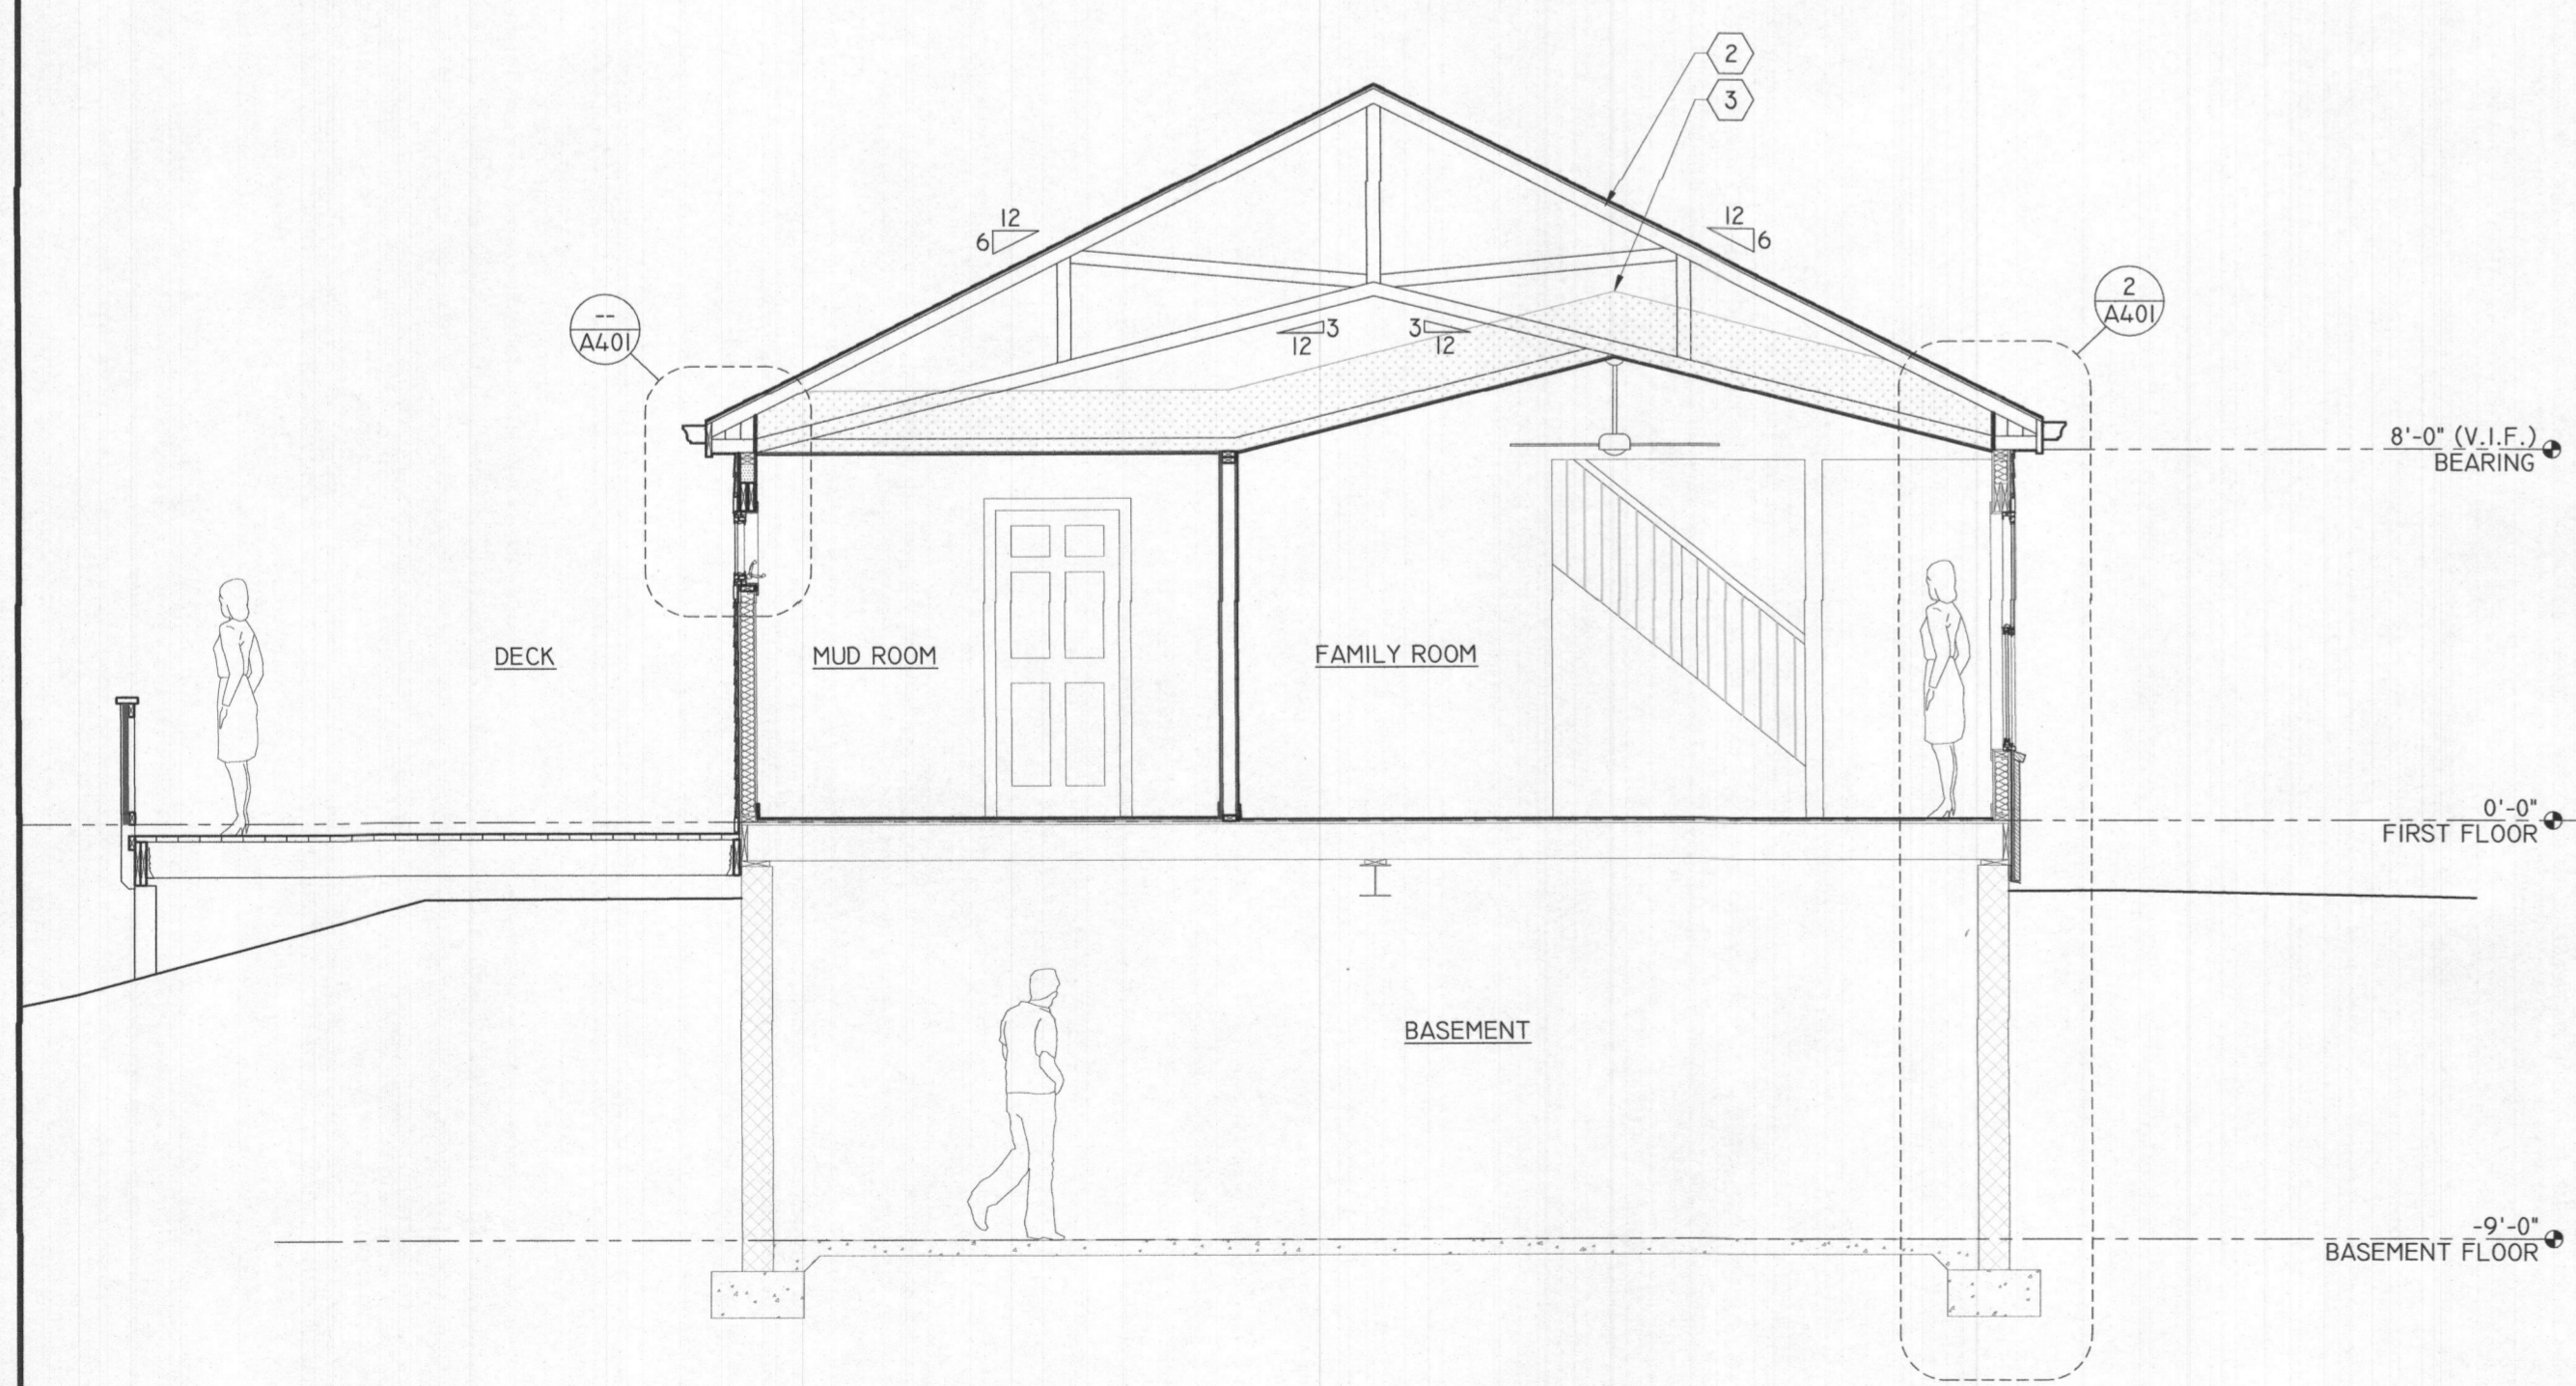 2
3
12
6
12
6
--
A401
2
A401
3
12
3
12
8'-0" (V.I.F.)
BEARING
DECK
MUD ROOM
FAMILY ROOM
0'-0"
FIRST FLOOR
BASEMENT
-9'-0"
BASEMENT FLOOR